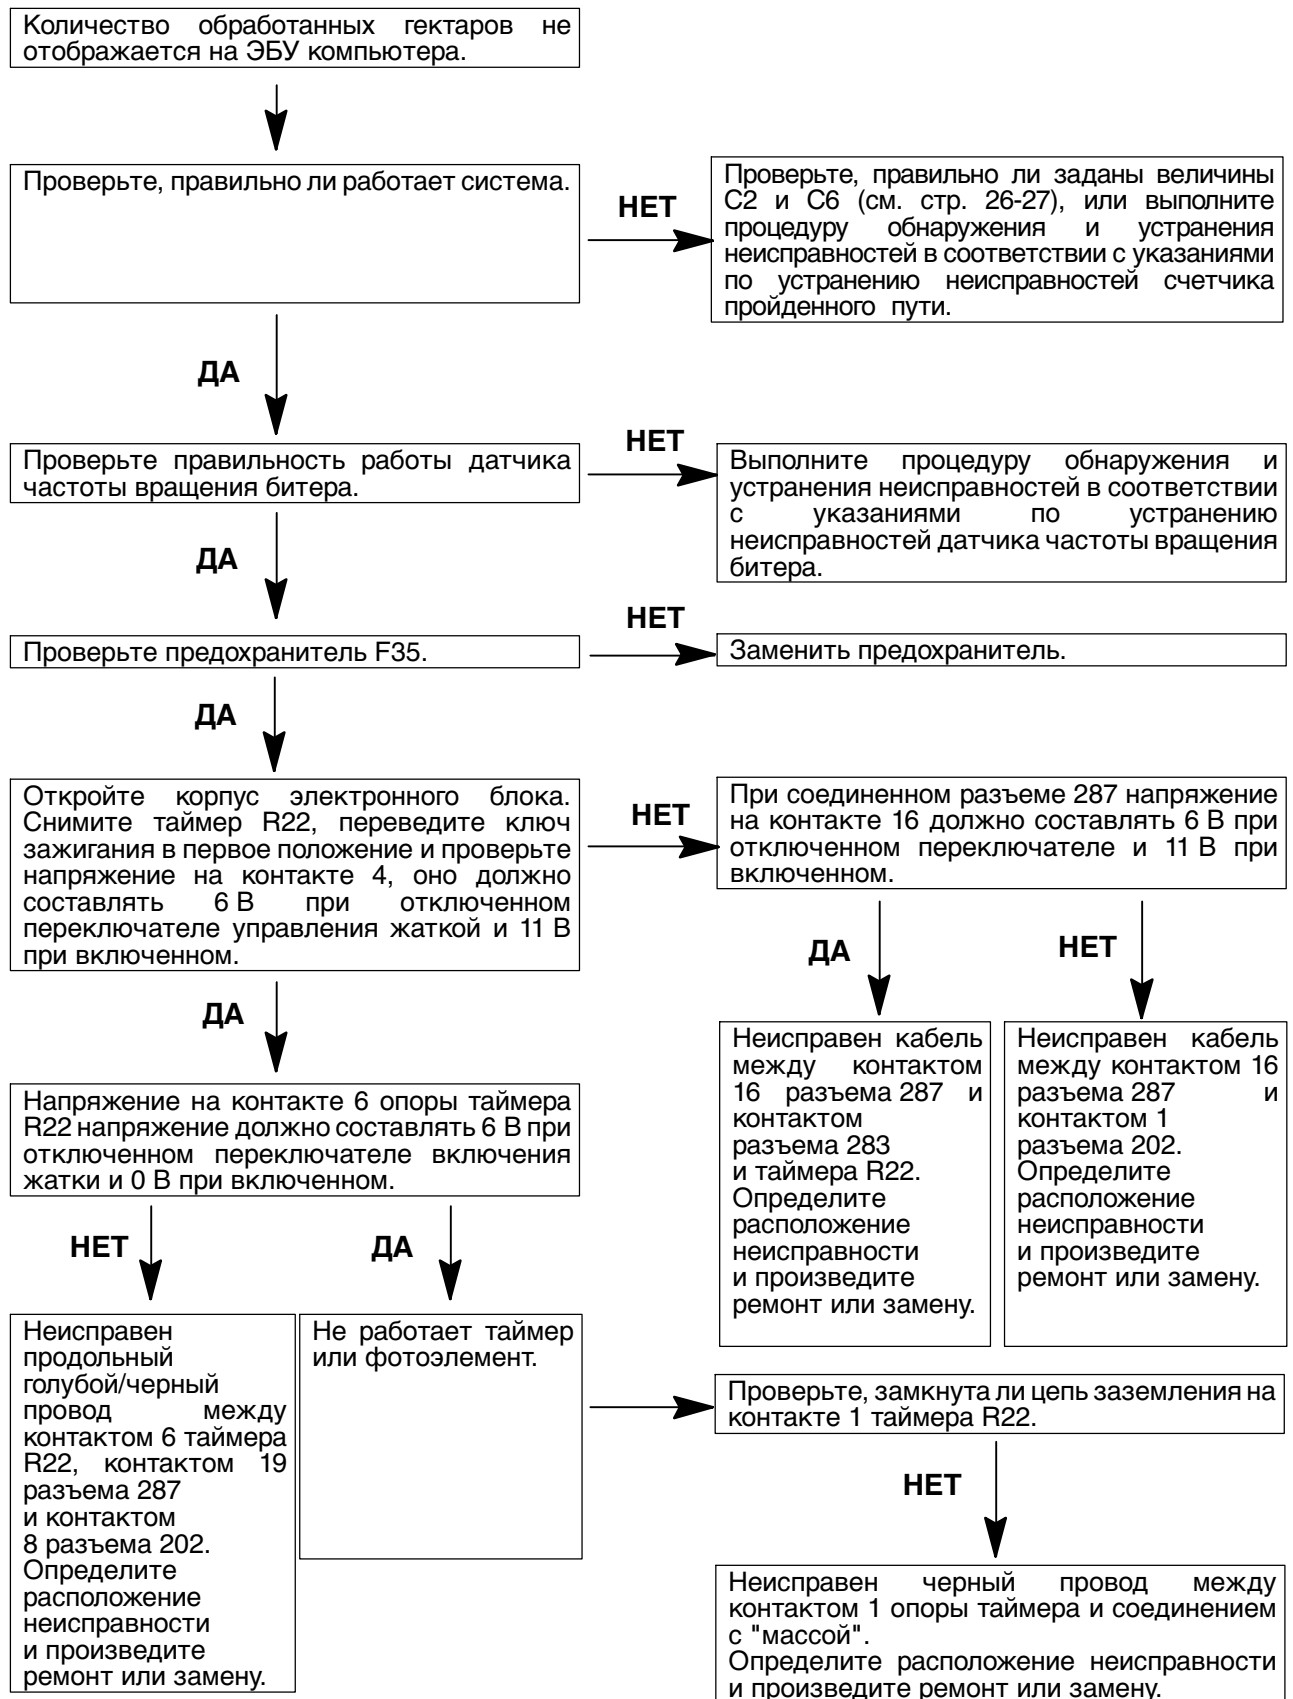 Количество обработанных гектаров не
отображается на ЭБУ компьютера.
Проверьте, правильно ли работает система.
НЕТ
Проверьте, правильно ли заданы величины
С2 и С6 (см. стр. 26-27), или выполните
процедуру обнаружения и устранения
неисправностей в соответствии с указаниями
по устранению неисправностей счетчика
пройденного пути.
ДА
Проверьте правильность работы датчика
частоты вращения битера.
НЕТ
Выполните процедуру обнаружения и
устранения неисправностей в соответствии
с указаниями по устранению
неисправностей датчика частоты вращения
битера.
ДА
Проверьте предохранитель F35.
НЕТ
Заменить предохранитель.
ДА
Откройте корпус электронного блока.
Снимите таймер R22, переведите ключ
зажигания в первое положение и проверьте
напряжение на контакте 4, оно должно
составлять 6 В при отключенном
переключателе управления жаткой и 11 В
при включенном.
НЕТ
При соединенном разъеме 287 напряжение
на контакте 16 должно составлять 6 В при
отключенном переключателе и 11 В при
включенном.
ДА
НЕТ
Неисправен кабель
между контактом
16 разъема 287 и
контактом
разъема 283
и таймера R22.
Определите
расположение
неисправности
и произведите
ремонт или замену.
Неисправен кабель
между контактом 16
разъема 287 и
контактом 1
разъема 202.
Определите
расположение
неисправности
и произведите
ремонт или замену.
ДА
Напряжение на контакте 6 опоры таймера
R22 напряжение должно составлять 6 В при
отключенном переключателе включения
жатки и 0 В при включенном.
НЕТ
ДА
Неисправен
продольный
голубой/черный
провод между
контактом 6 таймера
R22, контактом 19
разъема 287
и контактом
8 разъема 202.
Определите
расположение
неисправности
и произведите
ремонт или замену.
Не работает таймер
или фотоэлемент.
Проверьте, замкнута ли цепь заземления на
контакте 1 таймера R22.
НЕТ
Неисправен черный провод между
контактом 1 опоры таймера и соединением
с "массой".
Определите расположение неисправности
и произведите ремонт или замену.